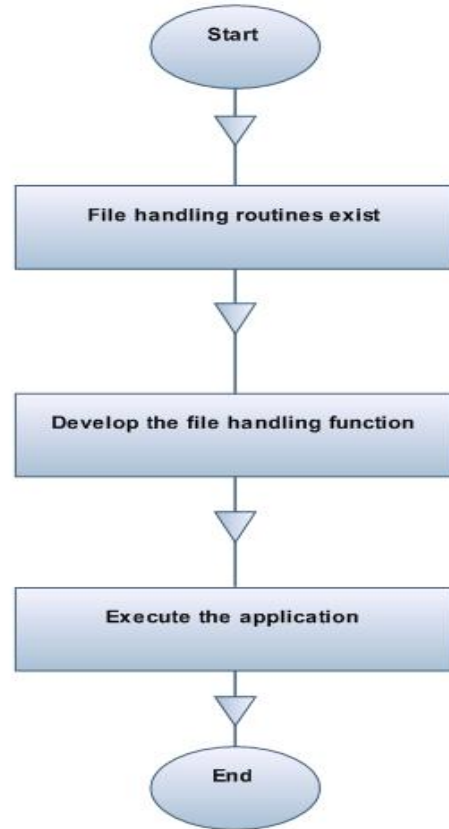 Start
File handling routines exist
Develop the file handling function
Execute the application
End